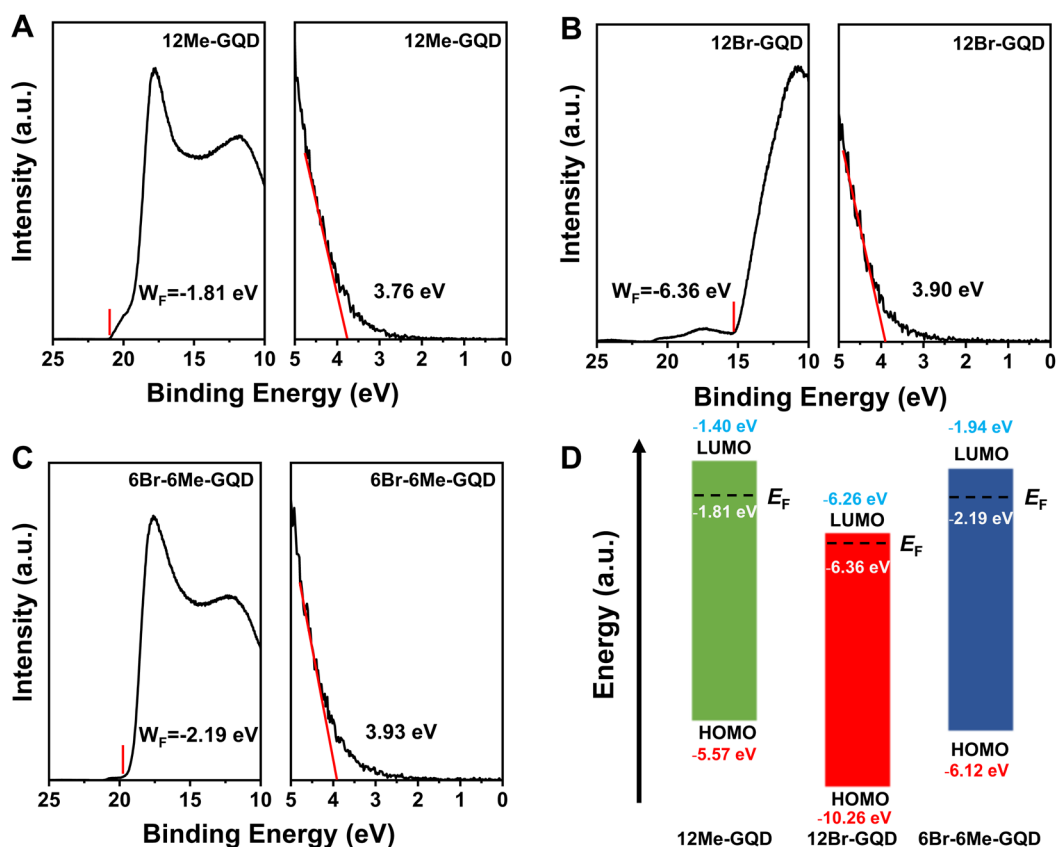 A
12Me-GQD
12Me-GQD
Intensity (a.u.)
W_F=-1.81 eV
3.76 eV
25 20 15 10 5 4 3 2 1 0
Binding Energy (eV)
B
12Br-GQD
12Br-GQD
Intensity (a.u.)
W_F=-6.36 eV
3.90 eV
25 20 15 10 5 4 3 2 1 0
Binding Energy (eV)
C
6Br-6Me-GQD
6Br-6Me-GQD
Intensity (a.u.)
W_F=-2.19 eV
3.93 eV
25 20 15 10 5 4 3 2 1 0
Binding Energy (eV)
D
Energy (a.u.)
-1.40 eV
LUMO
E_F
-1.81 eV
HOMO
-5.57 eV
12Me-GQD
-6.26 eV
LUMO
E_F
-6.36 eV
HOMO
-10.26 eV
12Br-GQD
-1.94 eV
LUMO
E_F
-2.19 eV
HOMO
-6.12 eV
6Br-6Me-GQD